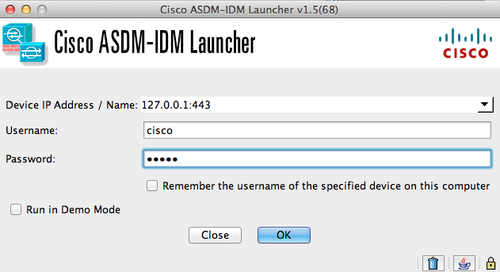 Cisco ASDM-IDM Launcher v1.5(68)
Cisco ASDM-IDM Launcher
CISCO
Device IP Address / Name: 127.0.0.1:443
Username: cisco
Password: •••••
Remember the username of the specified device on this computer
Run in Demo Mode
Close OK